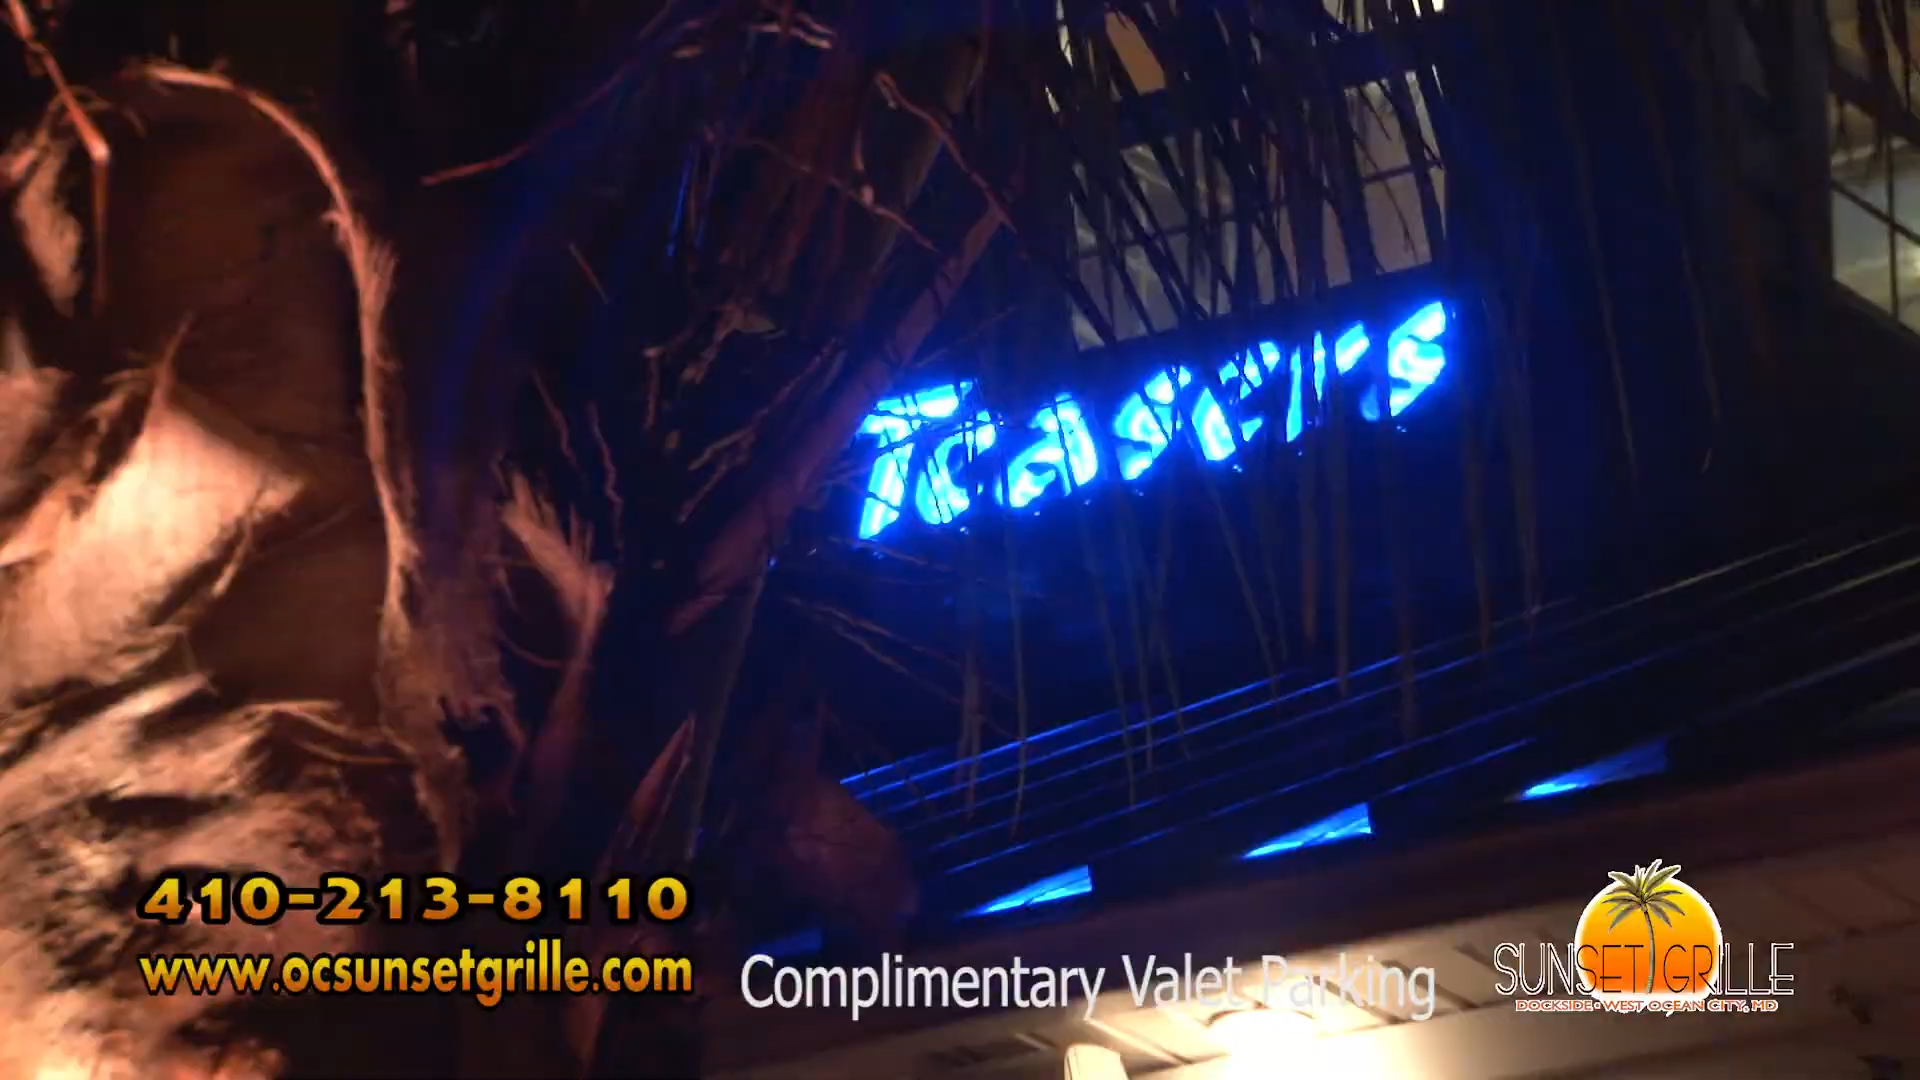 Teasers
410-213-8110
www.ocsunsetgrille.com
Complimentary Valet Parking
SUNSET GRILLE
DOCKSIDE • WEST OCEAN CITY, MD